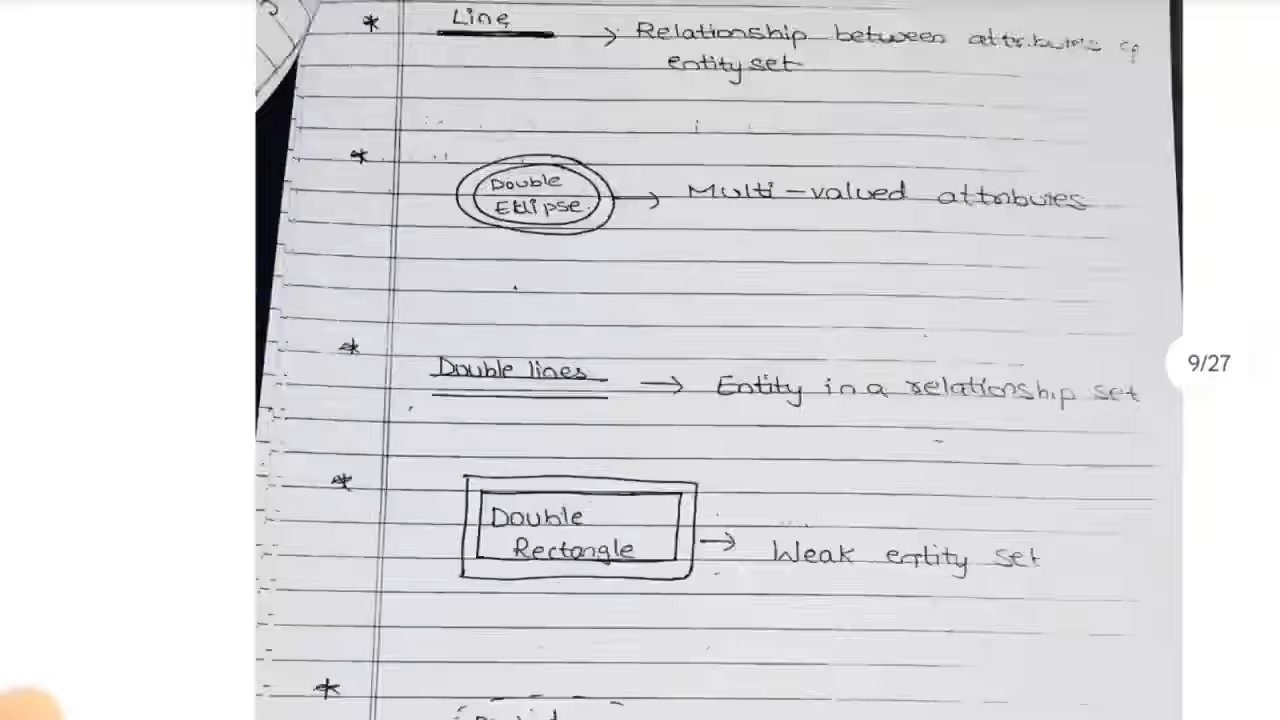 * Line → Relationship between attributes of
entity set
* Double
Ellipse → Multi-valued attributes
* Double lines → Entity in a relationship set
9/27
* Double
Rectangle → Weak entity set
*